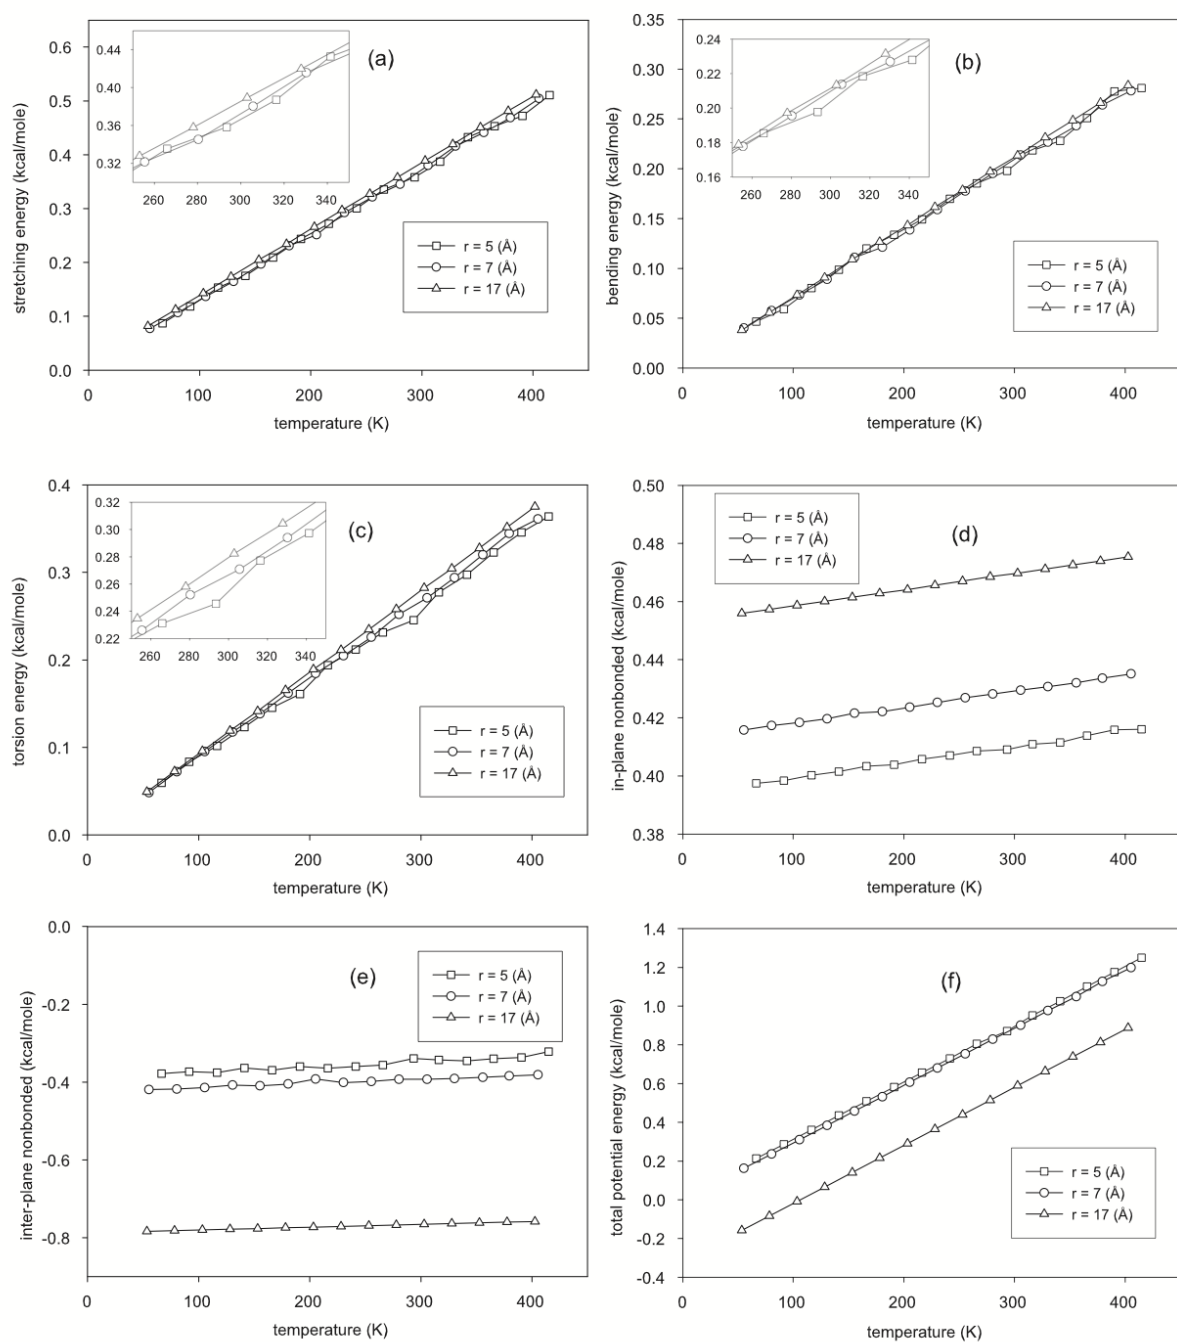 (a)
stretching energy (kcal/mole)
0.6
0.5
0.4
0.3
0.2
0.1
0.0
0.44
0.40
0.36
0.32
260 280 300 320 340
r = 5 (Å)
r = 7 (Å)
r = 17 (Å)
0 100 200 300 400
temperature (K)
(b)
bending energy (kcal/mole)
0.35
0.30
0.25
0.20
0.15
0.10
0.05
0.00
0.24
0.22
0.20
0.18
0.16
260 280 300 320 340
r = 5 (Å)
r = 7 (Å)
r = 17 (Å)
0 100 200 300 400
temperature (K)
(c)
torsion energy (kcal/mole)
0.4
0.3
0.2
0.1
0.0
0.32
0.30
0.28
0.26
0.24
0.22
260 280 300 320 340
r = 5 (Å)
r = 7 (Å)
r = 17 (Å)
0 100 200 300 400
temperature (K)
(d)
in-plane nonbonded (kcal/mole)
0.50
0.48
0.46
0.44
0.42
0.40
0.38
r = 5 (Å)
r = 7 (Å)
r = 17 (Å)
0 100 200 300 400
temperature (K)
(e)
inter-plane nonbonded (kcal/mole)
0.0
-0.2
-0.4
-0.6
-0.8
r = 5 (Å)
r = 7 (Å)
r = 17 (Å)
0 100 200 300 400
temperature (K)
(f)
total potential energy (kcal/mole)
1.4
1.2
1.0
0.8
0.6
0.4
0.2
0.0
-0.2
-0.4
r = 5 (Å)
r = 7 (Å)
r = 17 (Å)
0 100 200 300 400
temperature (K)